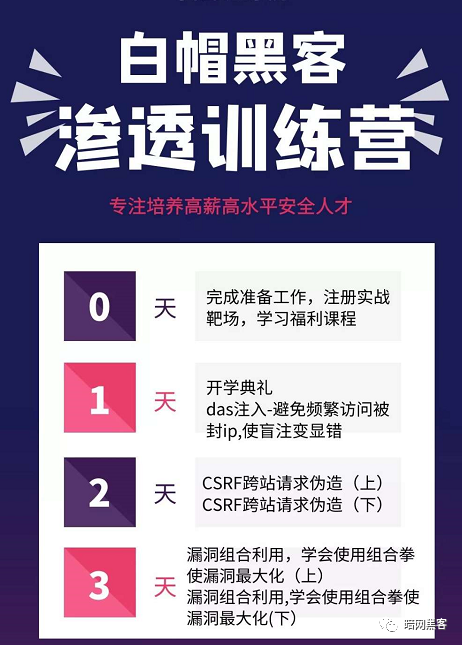 白帽黑客
渗透训练营
专注培养高薪高水平安全人才
0
天
完成准备工作，注册实战
靶场，学习福利课程
1
天
开学典礼
das注入-避免频繁访问被
封ip,使盲注变显错
2
天
CSRF跨站请求伪造（上）
CSRF跨站请求伪造（下）
3
天
漏洞组合利用，学会使用组合拳
使漏洞最大化（上）
漏洞组合利用,学会使用组合拳使
漏洞最大化(下）
暗网黑客